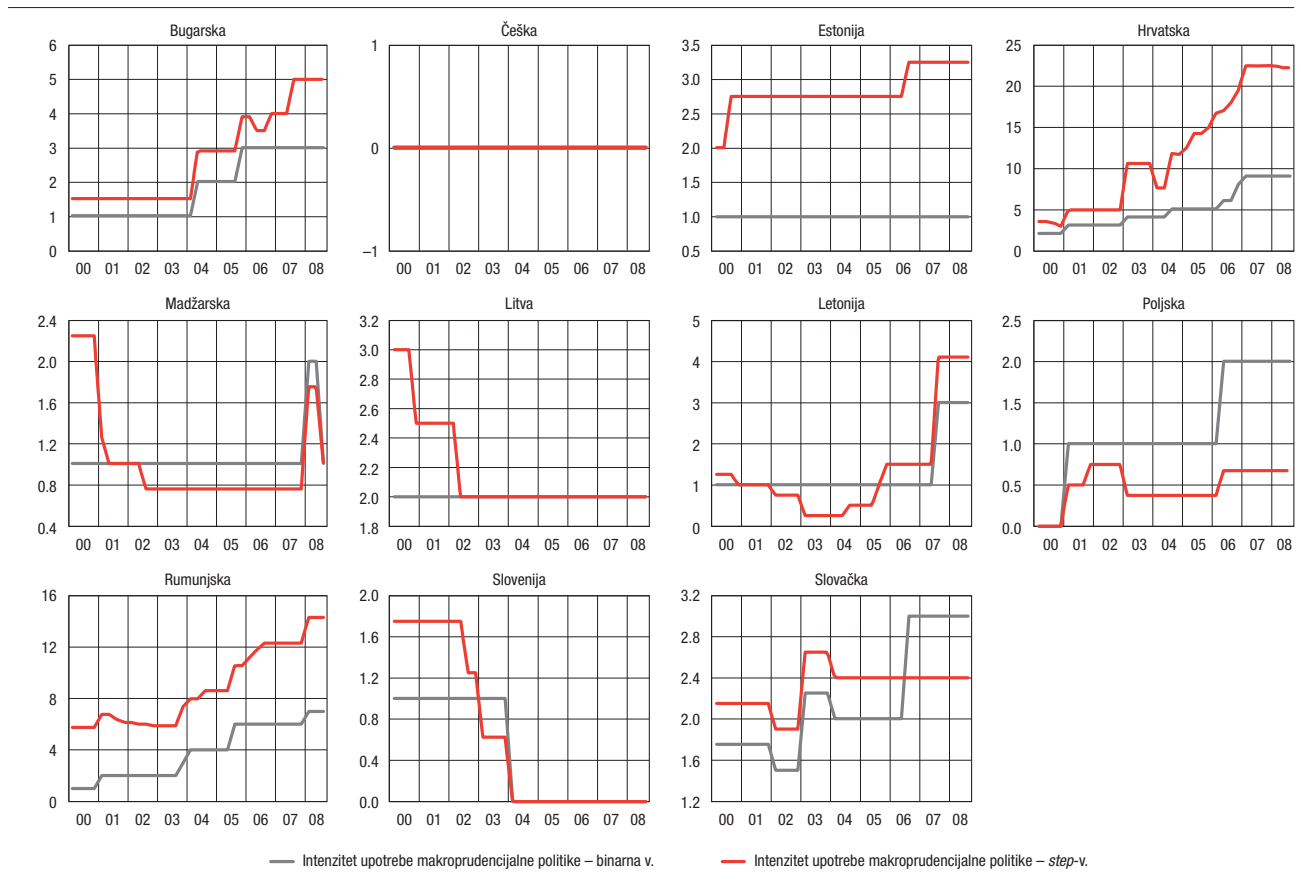 Bugarska
6
5
4
3
2
1
0
00 01 02 03 04 05 06 07 08
Češka
1
0
–1
00 01 02 03 04 05 06 07 08
Estonija
3.5
3.0
2.5
2.0
1.5
1.0
0.5
00 01 02 03 04 05 06 07 08
Hrvatska
25
20
15
10
5
0
00 01 02 03 04 05 06 07 08
Madžarska
2.4
2.0
1.6
1.2
0.8
0.4
00 01 02 03 04 05 06 07 08
Litva
3.2
3.0
2.8
2.6
2.4
2.2
2.0
1.8
00 01 02 03 04 05 06 07 08
Letonija
5
4
3
2
1
0
00 01 02 03 04 05 06 07 08
Poljska
2.5
2.0
1.5
1.0
0.5
0.0
00 01 02 03 04 05 06 07 08
Rumunjska
16
12
8
4
0
00 01 02 03 04 05 06 07 08
Slovenija
2.0
1.6
1.2
0.8
0.4
0.0
00 01 02 03 04 05 06 07 08
Slovačka
3.2
2.8
2.4
2.0
1.6
1.2
00 01 02 03 04 05 06 07 08
Intenzitet upotrebe makroprudencijalne politike – binarna v.
Intenzitet upotrebe makroprudencijalne politike – step-v.